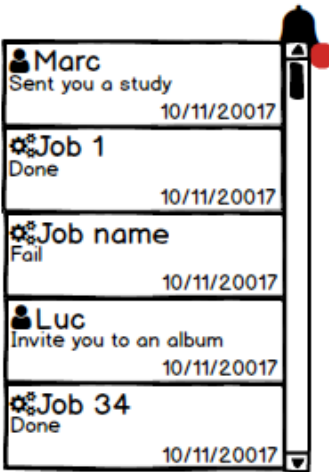 Marc
Sent you a study
10/11/20017
Job 1
Done
10/11/20017
Job name
Fail
10/11/20017
Luc
Invite you to an album
10/11/20017
Job 34
Done
10/11/20017